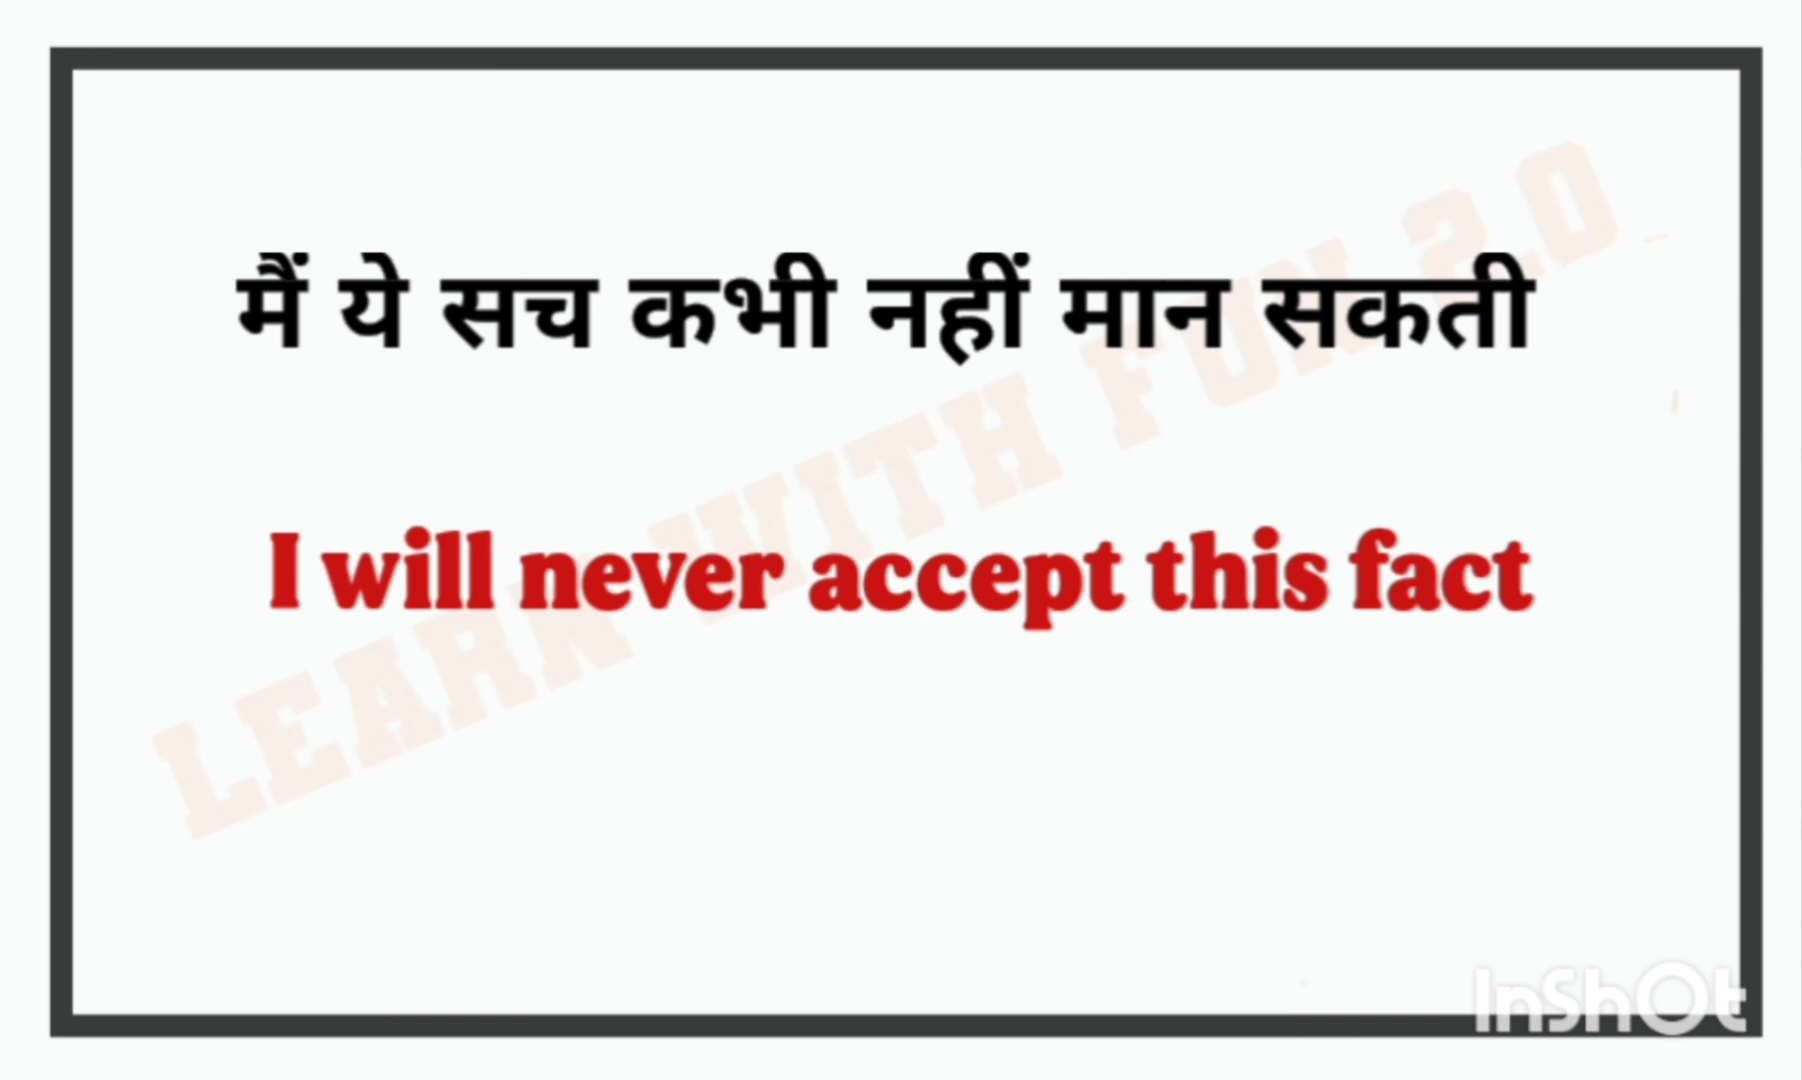 मैं ये सच कभी नहीं मान सकती
I will never accept this fact
LEARN WITH FUN 2.0
InShOt